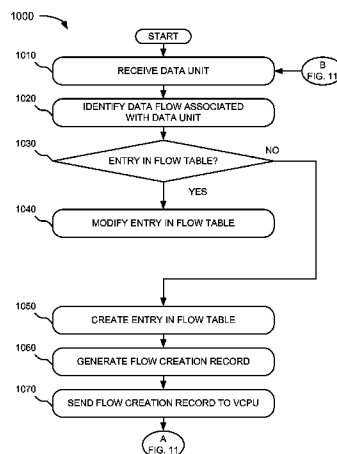 1000
START
1010
RECEIVE DATA UNIT
B
FIG. 11
1020
IDENTIFY DATA FLOW ASSOCIATED
WITH DATA UNIT
1030
ENTRY IN FLOW TABLE?
NO
YES
1040
MODIFY ENTRY IN FLOW TABLE
1050
CREATE ENTRY IN FLOW TABLE
1060
GENERATE FLOW CREATION RECORD
1070
SEND FLOW CREATION RECORD TO VCPU
A
FIG. 11